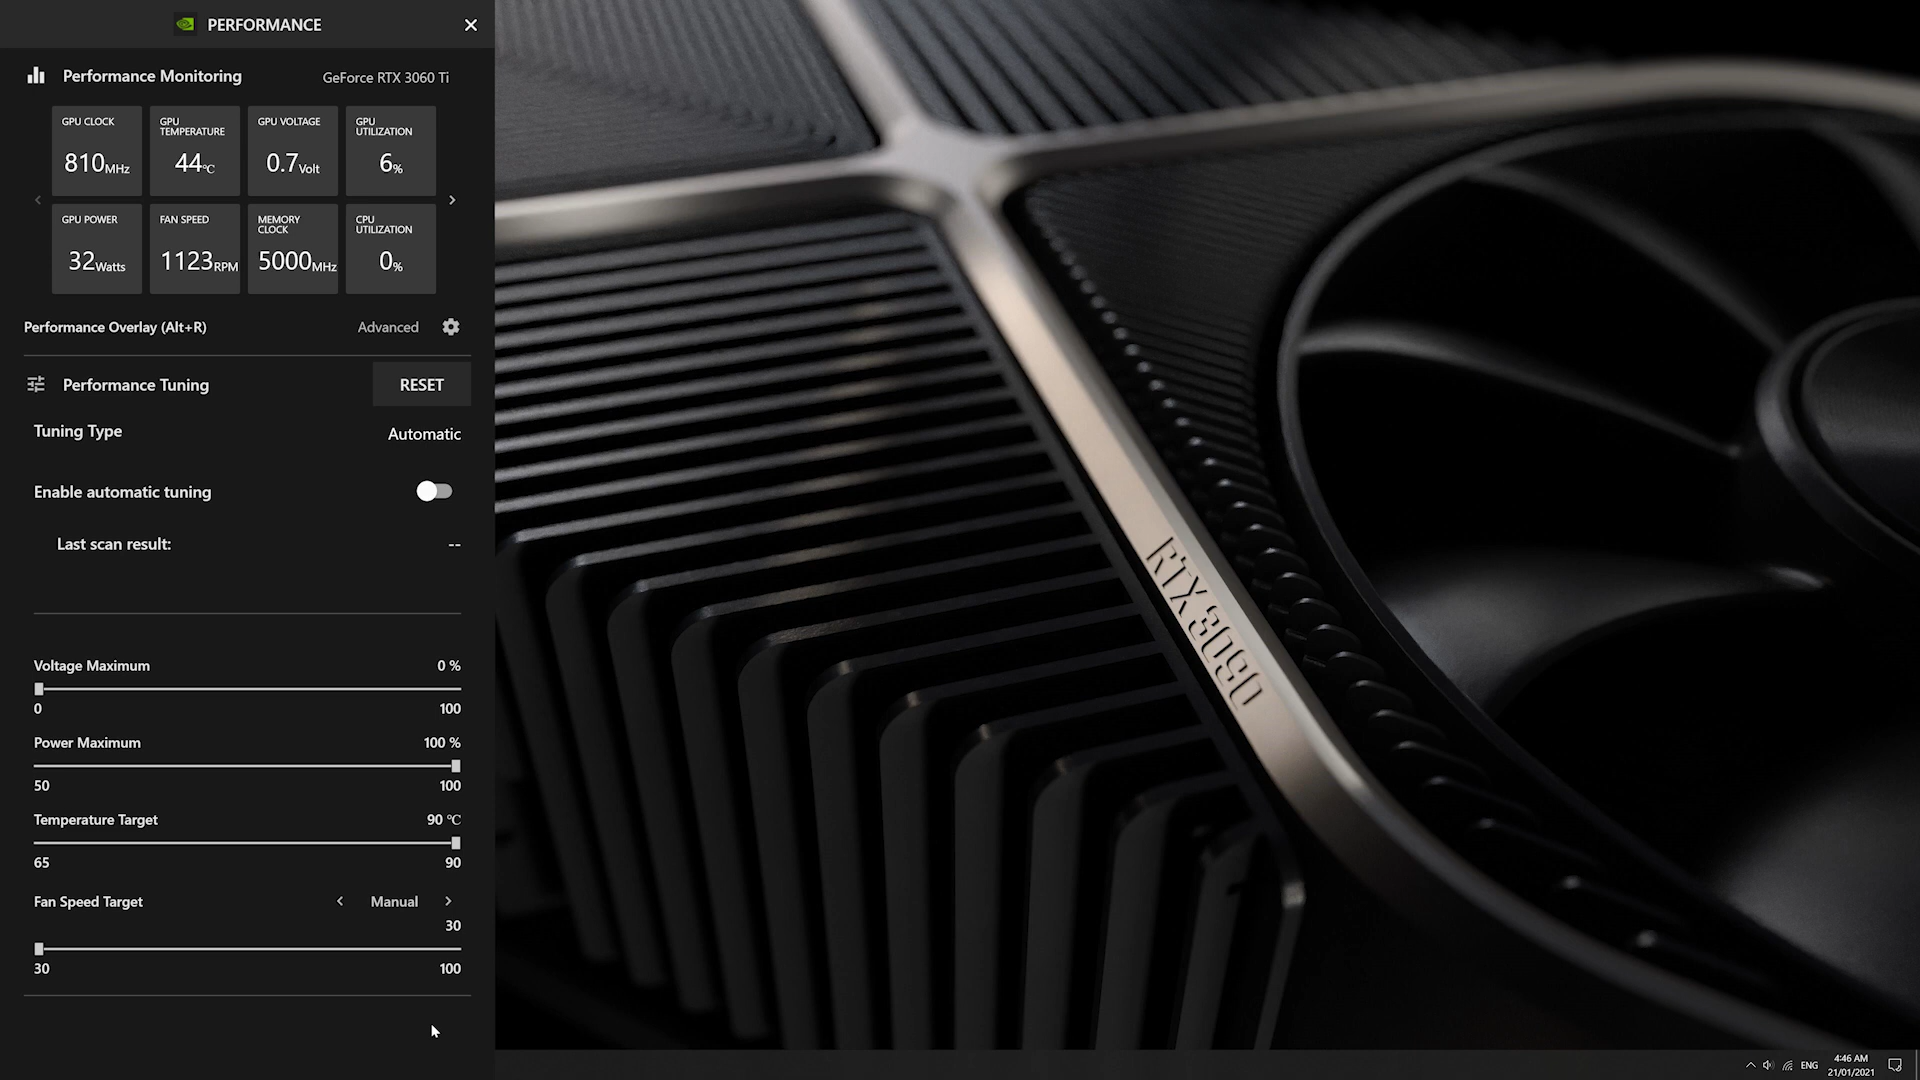 PERFORMANCE
Performance Monitoring
GeForce RTX 3060 Ti
GPU CLOCK
810MHz
GPU
TEMPERATURE
44°C
GPU VOLTAGE
0.7Volt
GPU
UTILIZATION
6%
GPU POWER
32Watts
FAN SPEED
1123RPM
MEMORY
CLOCK
5000MHz
CPU
UTILIZATION
0%
Performance Overlay (Alt+R)
Advanced
Performance Tuning
RESET
Tuning Type
Automatic
Enable automatic tuning
Last scan result:
--
Voltage Maximum
0 %
0
100
Power Maximum
100 %
50
100
Temperature Target
90 °C
65
90
Fan Speed Target
< Manual >
30
30
100
RTX 3090
ENG
4:46 AM
21/01/2021